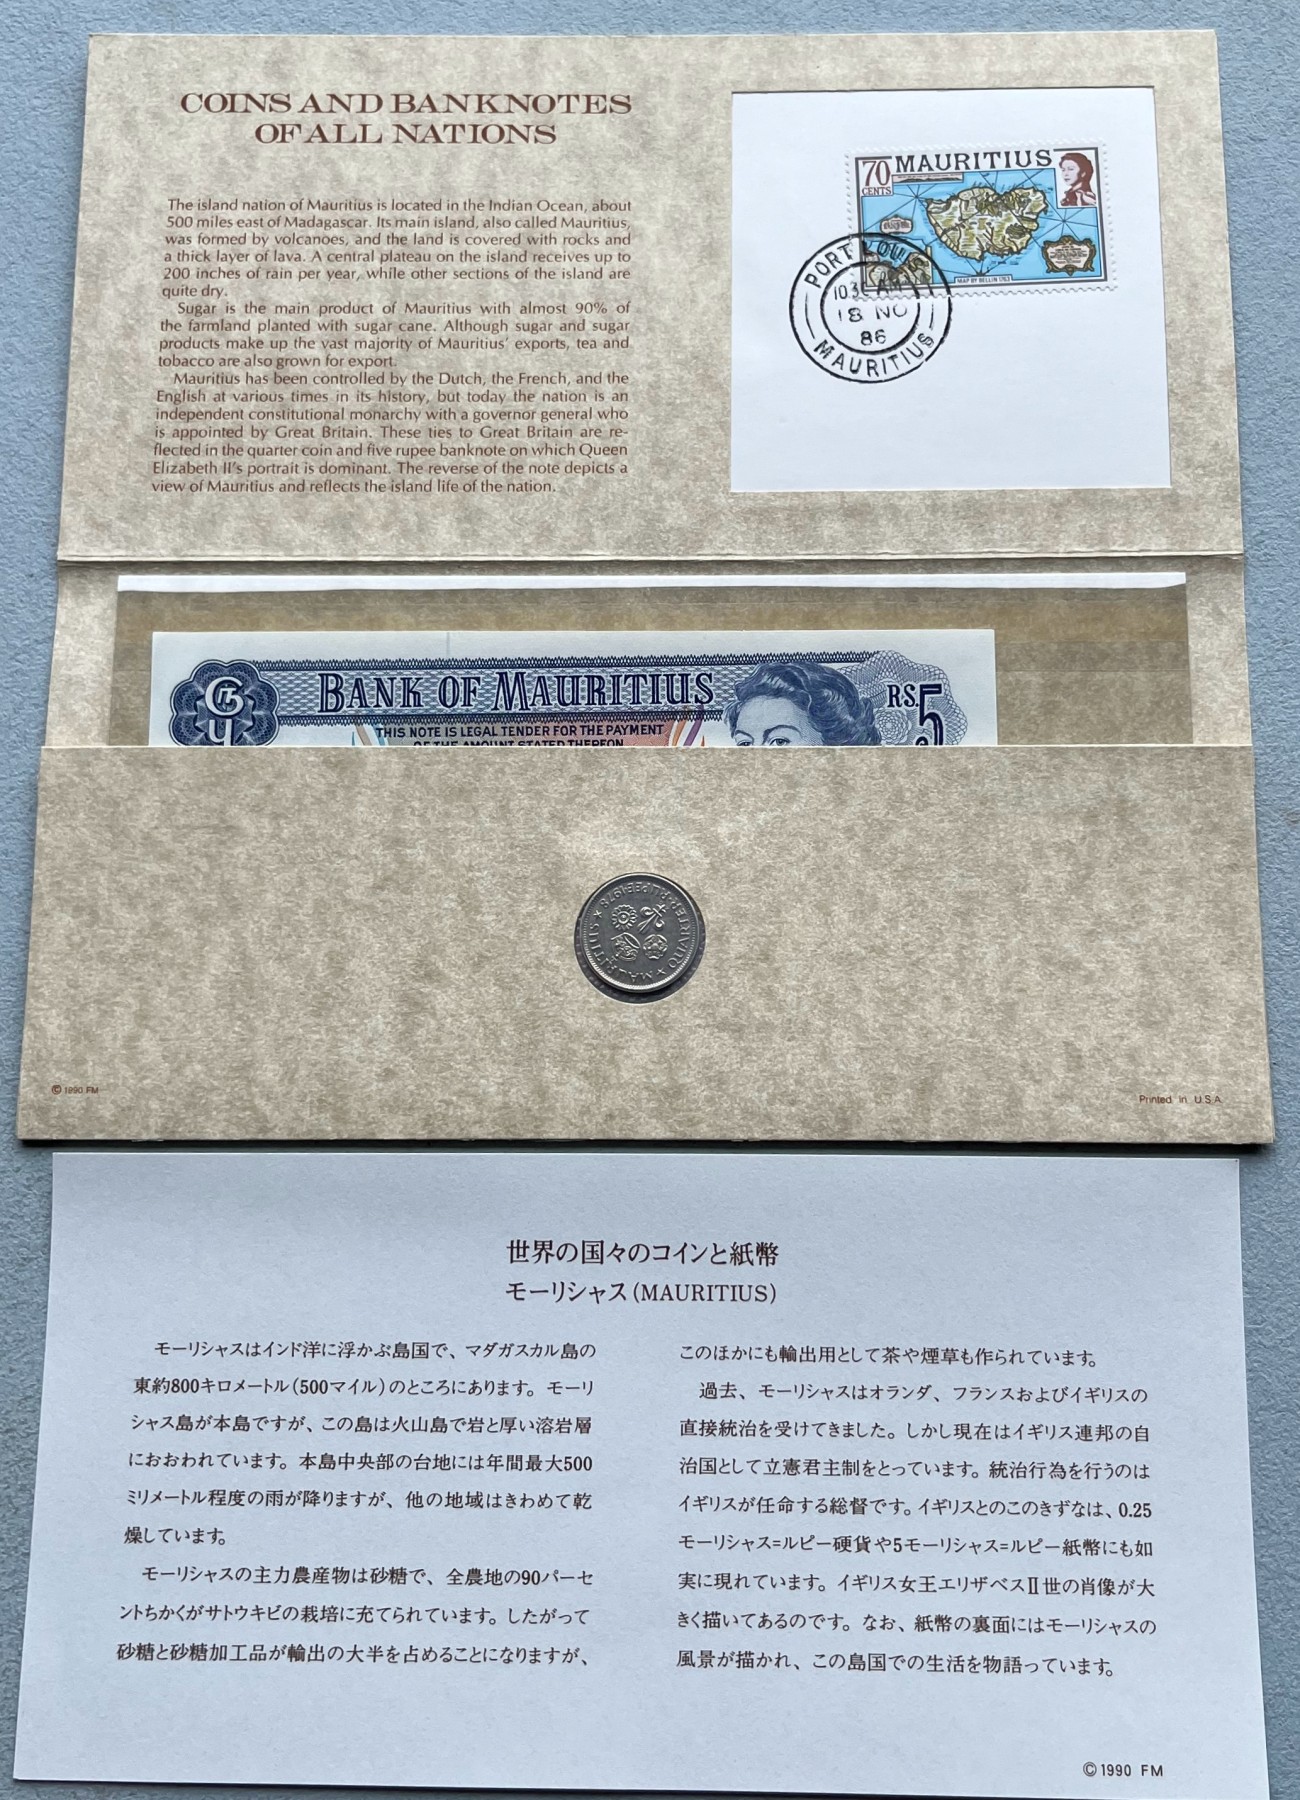 COINS AND BANKNOTES
OF ALL NATIONS
The island nation of Mauritius is located in the Indian Ocean, about
500 miles east of Madagascar. Its main island, also called Mauritius,
was formed by volcanoes, and the land is covered with rocks and
a thick layer of lava. A central plateau on the island receives up to
200 inches of rain per year, while other sections of the island are
quite dry.
Sugar is the main product of Mauritius with almost 90% of
the farmland planted with sugar cane. Although sugar and sugar
products make up the vast majority of Mauritius' exports, tea and
tobacco are also grown for export.
Mauritius has been controlled by the Dutch, the French, and the
English at various times in its history, but today the nation is an
independent constitutional monarchy with a governor general who
is appointed by Great Britain. These ties to Great Britain are re-
flected in the quarter coin and five rupee banknote on which Queen
Elizabeth II's portrait is dominant. The reverse of the note depicts a
view of Mauritius and reflects the island life of the nation.
70
CENTS
MAURITIUS
MAP BY BELLIN 1763
PORT LOUIS
1030 AM
18 NO
86
MAURITIUS
BANK OF MAURITIUS
RS.5
THIS NOTE IS LEGAL TENDER FOR THE PAYMENT
OF THE AMOUNT STATED THEREON
QUARTER·RUPEE 1978
MAURITIUS
© 1990 FM
Printed in U.S.A.
世界の国々のコインと紙幣
モーリシャス(MAURITIUS)
モーリシャスはインド洋に浮かぶ島国で、マダガスカル島の
東約800キロメートル(500マイル)のところにあります。モーリ
シャス島が本島ですが、この島は火山島で岩と厚い溶岩層
におおわれています。本島中央部の台地には年間最大500
ミリメートル程度の雨が降りますが、他の地域はきわめて乾
燥しています。
モーリシャスの主力農産物は砂糖で、全農地の90パーセ
ントちかくがサトウキビの栽培に充てられています。したがって
砂糖と砂糖加工品が輸出の大半を占めることになりますが、
このほかにも輸出用として茶や煙草も作られています。
過去、モーリシャスはオランダ、フランスおよびイギリスの
直接統治を受けてきました。しかし現在はイギリス連邦の自
治国として立憲君主制をとっています。統治行為を行うのは
イギリスが任命する総督です。イギリスとのこのきずなは、0.25
モーリシャス=ルピー硬貨や5モーリシャス=ルピー紙幣にも如
実に現れています。イギリス女王エリザベスⅡ世の肖像が大
きく描いてあるのです。なお、紙幣の裏面にはモーリシャスの
風景が描かれ、この島国での生活を物語っています。
©1990 FM